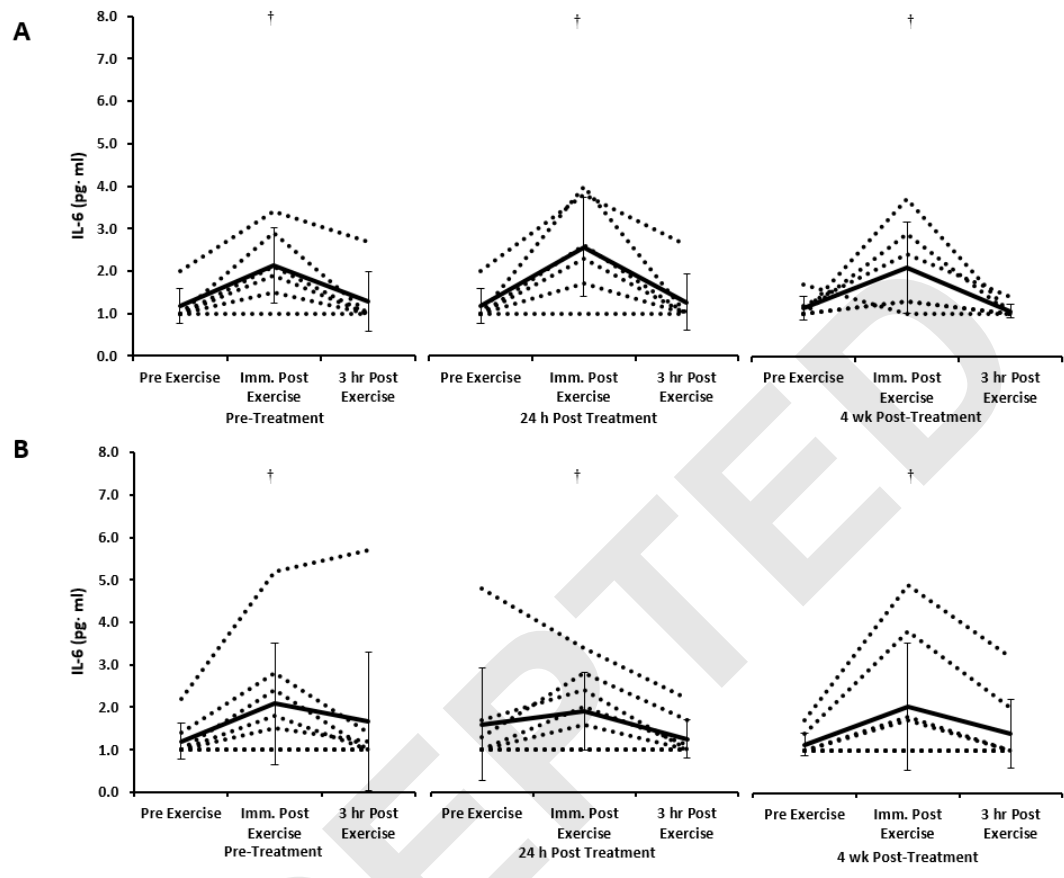 A
†
†
†
IL-6 (pg· ml)
8.0
7.0
6.0
5.0
4.0
3.0
2.0
1.0
0.0
Pre Exercise Imm. Post Exercise 3 hr Post Exercise
Pre-Treatment
Pre Exercise Imm. Post Exercise 3 hr Post Exercise
24 h Post Treatment
Pre Exercise Imm. Post Exercise 3 hr Post Exercise
4 wk Post-Treatment
B
†
†
†
IL-6 (pg· ml)
8.0
7.0
6.0
5.0
4.0
3.0
2.0
1.0
0.0
Pre Exercise Imm. Post Exercise 3 hr Post Exercise
Pre-Treatment
Pre Exercise Imm. Post Exercise 3 hr Post Exercise
24 h Post Treatment
Pre Exercise Imm. Post Exercise 3 hr Post Exercise
4 wk Post-Treatment
EPTED